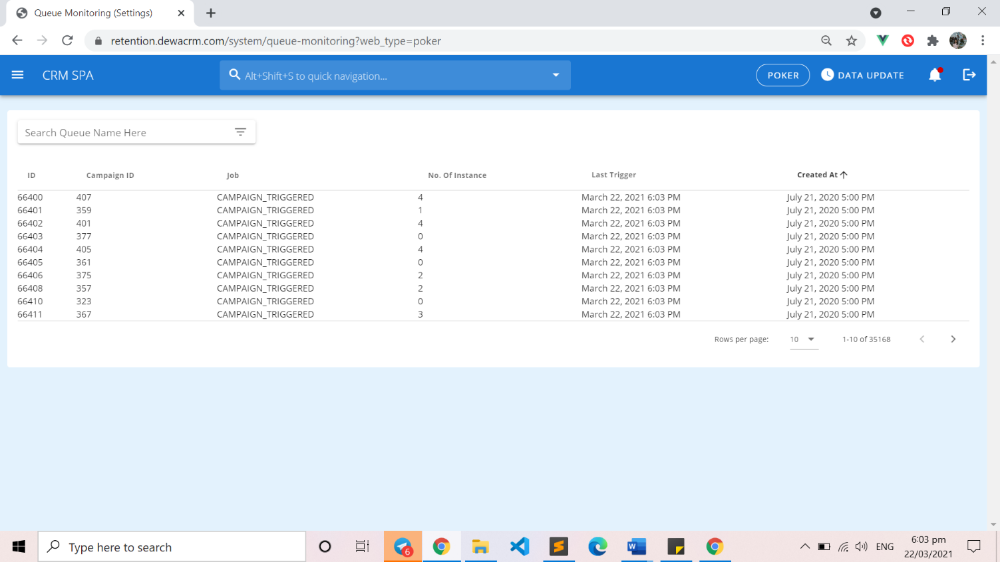 Queue Monitoring (Settings)
retention.dewacrm.com/system/queue-monitoring?web_type=poker
CRM SPA
Alt+Shift+S to quick navigation...
POKER
DATA UPDATE
Search Queue Name Here
ID Campaign ID Job No. Of Instance Last Trigger Created At
66400 407 CAMPAIGN_TRIGGERED 4 March 22, 2021 6:03 PM July 21, 2020 5:00 PM
66401 359 CAMPAIGN_TRIGGERED 1 March 22, 2021 6:03 PM July 21, 2020 5:00 PM
66402 401 CAMPAIGN_TRIGGERED 4 March 22, 2021 6:03 PM July 21, 2020 5:00 PM
66403 377 CAMPAIGN_TRIGGERED 0 March 22, 2021 6:03 PM July 21, 2020 5:00 PM
66404 405 CAMPAIGN_TRIGGERED 4 March 22, 2021 6:03 PM July 21, 2020 5:00 PM
66405 361 CAMPAIGN_TRIGGERED 0 March 22, 2021 6:03 PM July 21, 2020 5:00 PM
66406 375 CAMPAIGN_TRIGGERED 2 March 22, 2021 6:03 PM July 21, 2020 5:00 PM
66408 357 CAMPAIGN_TRIGGERED 2 March 22, 2021 6:03 PM July 21, 2020 5:00 PM
66410 323 CAMPAIGN_TRIGGERED 0 March 22, 2021 6:03 PM July 21, 2020 5:00 PM
66411 367 CAMPAIGN_TRIGGERED 3 March 22, 2021 6:03 PM July 21, 2020 5:00 PM
Rows per page: 10 1-10 of 35168
Type here to search
6
W
ENG
6:03 pm
22/03/2021